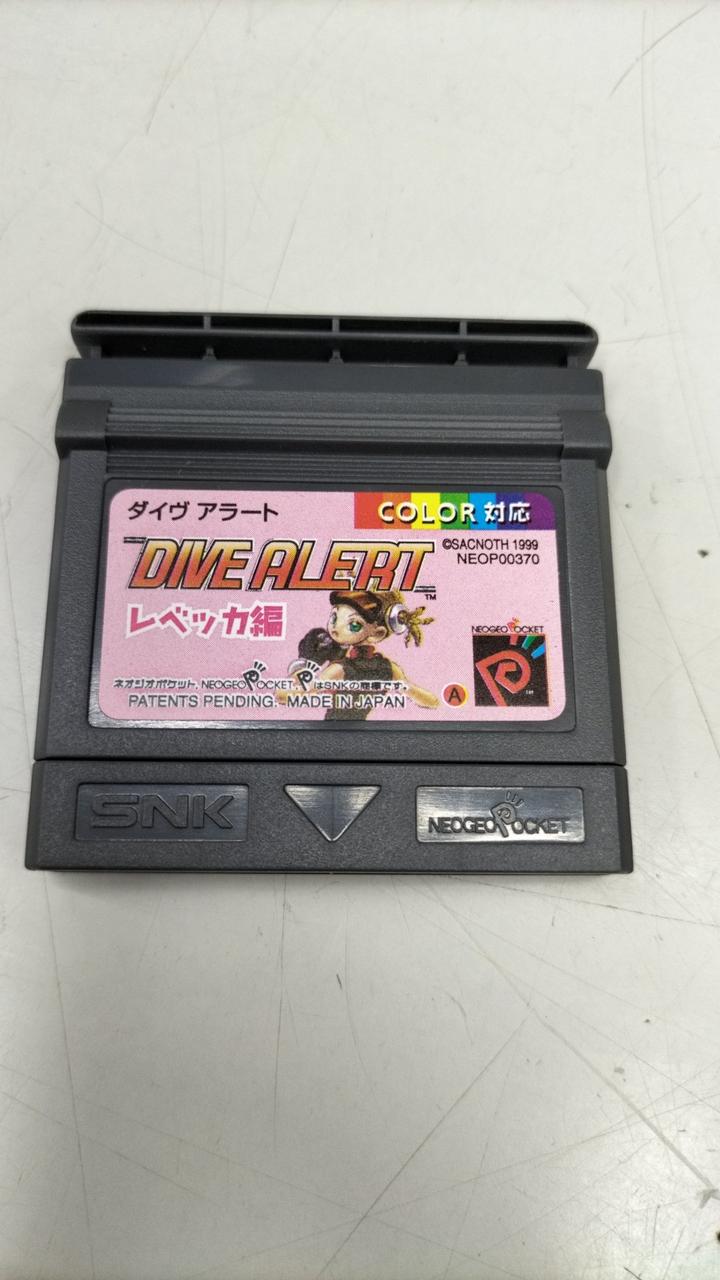 ダイヴ アラート
COLOR 対応
©SACNOTH 1999
NEOP00370
DIVE ALERT™
レベッカ編
NEOGEO POCKET
TM
ネオジオポケット, NEOGEO POCKET, P はSNKの商標です。
PATENTS PENDING. MADE IN JAPAN
A
SNK
NEOGEO POCKET